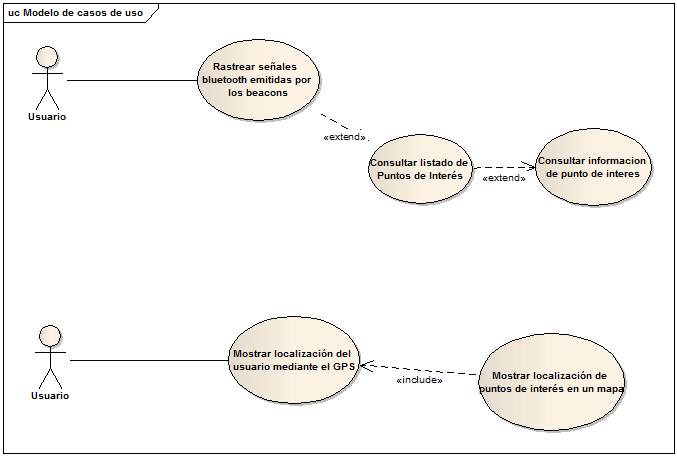 uc Modelo de casos de uso
Rastrear señales
bluetooth emitidas por
los beacons
Usuario
«extend»
Consultar listado de
Puntos de Interés
«extend»
Consultar informacion
de punto de interes
Mostrar localización del
usuario mediante el GPS
Usuario
«include»
Mostrar localización de
puntos de interés en un mapa